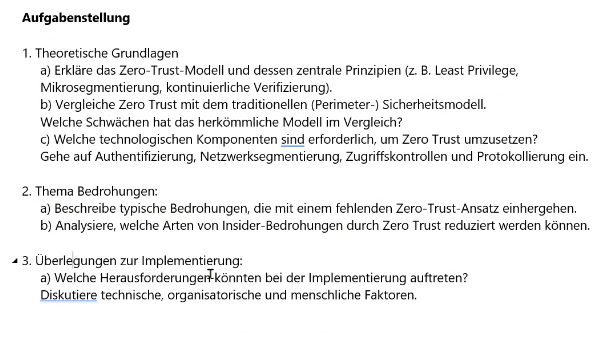 Aufgabenstellung
1. Theoretische Grundlagen
a) Erkläre das Zero-Trust-Modell und dessen zentrale Prinzipien (z. B. Least Privilege,
Mikrosegmentierung, kontinuierliche Verifizierung).
b) Vergleiche Zero Trust mit dem traditionellen (Perimeter-) Sicherheitsmodell.
Welche Schwächen hat das herkömmliche Modell im Vergleich?
c) Welche technologischen Komponenten sind erforderlich, um Zero Trust umzusetzen?
Gehe auf Authentifizierung, Netzwerksegmentierung, Zugriffskontrollen und Protokollierung ein.
2. Thema Bedrohungen:
a) Beschreibe typische Bedrohungen, die mit einem fehlenden Zero-Trust-Ansatz einhergehen.
b) Analysiere, welche Arten von Insider-Bedrohungen durch Zero Trust reduziert werden können.
3. Überlegungen zur Implementierung:
a) Welche Herausforderungen könnten bei der Implementierung auftreten?
Diskutiere technische, organisatorische und menschliche Faktoren.